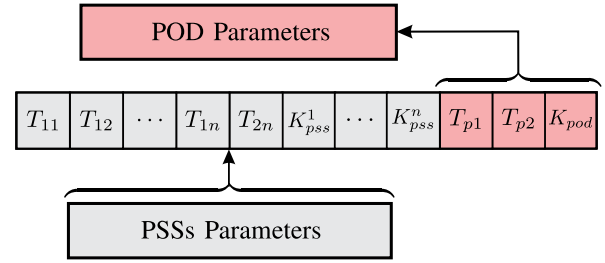 POD Parameters
T₁₁ T₁₂ ⋯ T₁ₙ T₂ₙ K¹ₚₛₛ ⋯ Kⁿₚₛₛ Tₚ₁ Tₚ₂ Kₚₒd
PSSs Parameters